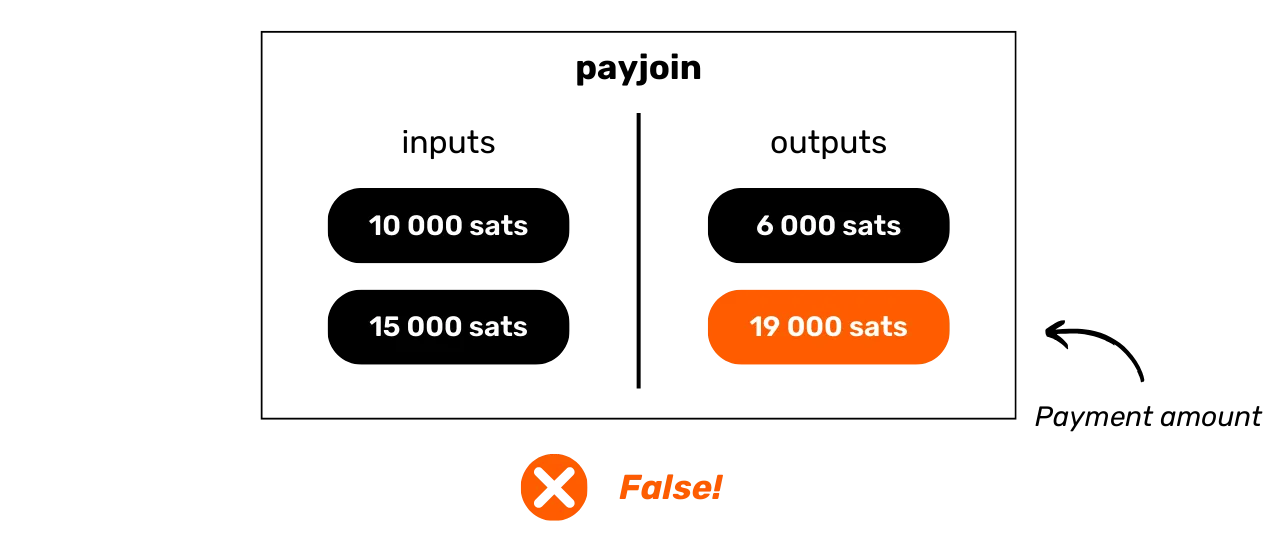 payjoin
inputs
outputs
10 000 sats
6 000 sats
15 000 sats
19 000 sats
Payment amount
False!